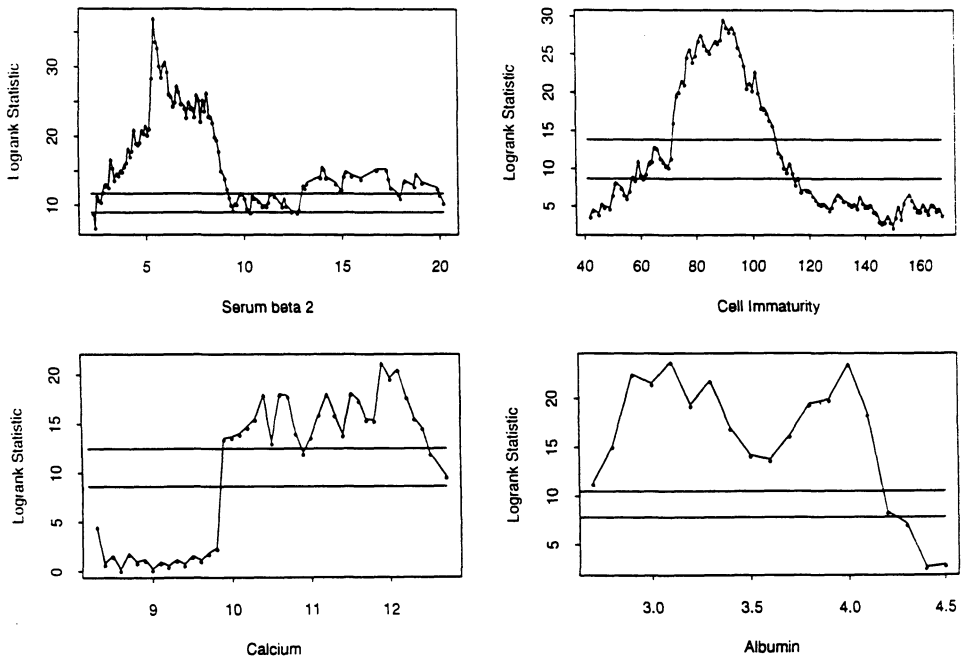 Logrank Statistic
10 20 30
5 10 15 20
Serum beta 2
Logrank Statistic
5 10 15 20 25 30
40 60 80 100 120 140 160
Cell Immaturity
Logrank Statistic
0 5 10 15 20
9 10 11 12
Calcium
Logrank Statistic
5 10 15 20
3.0 3.5 4.0 4.5
Albumin